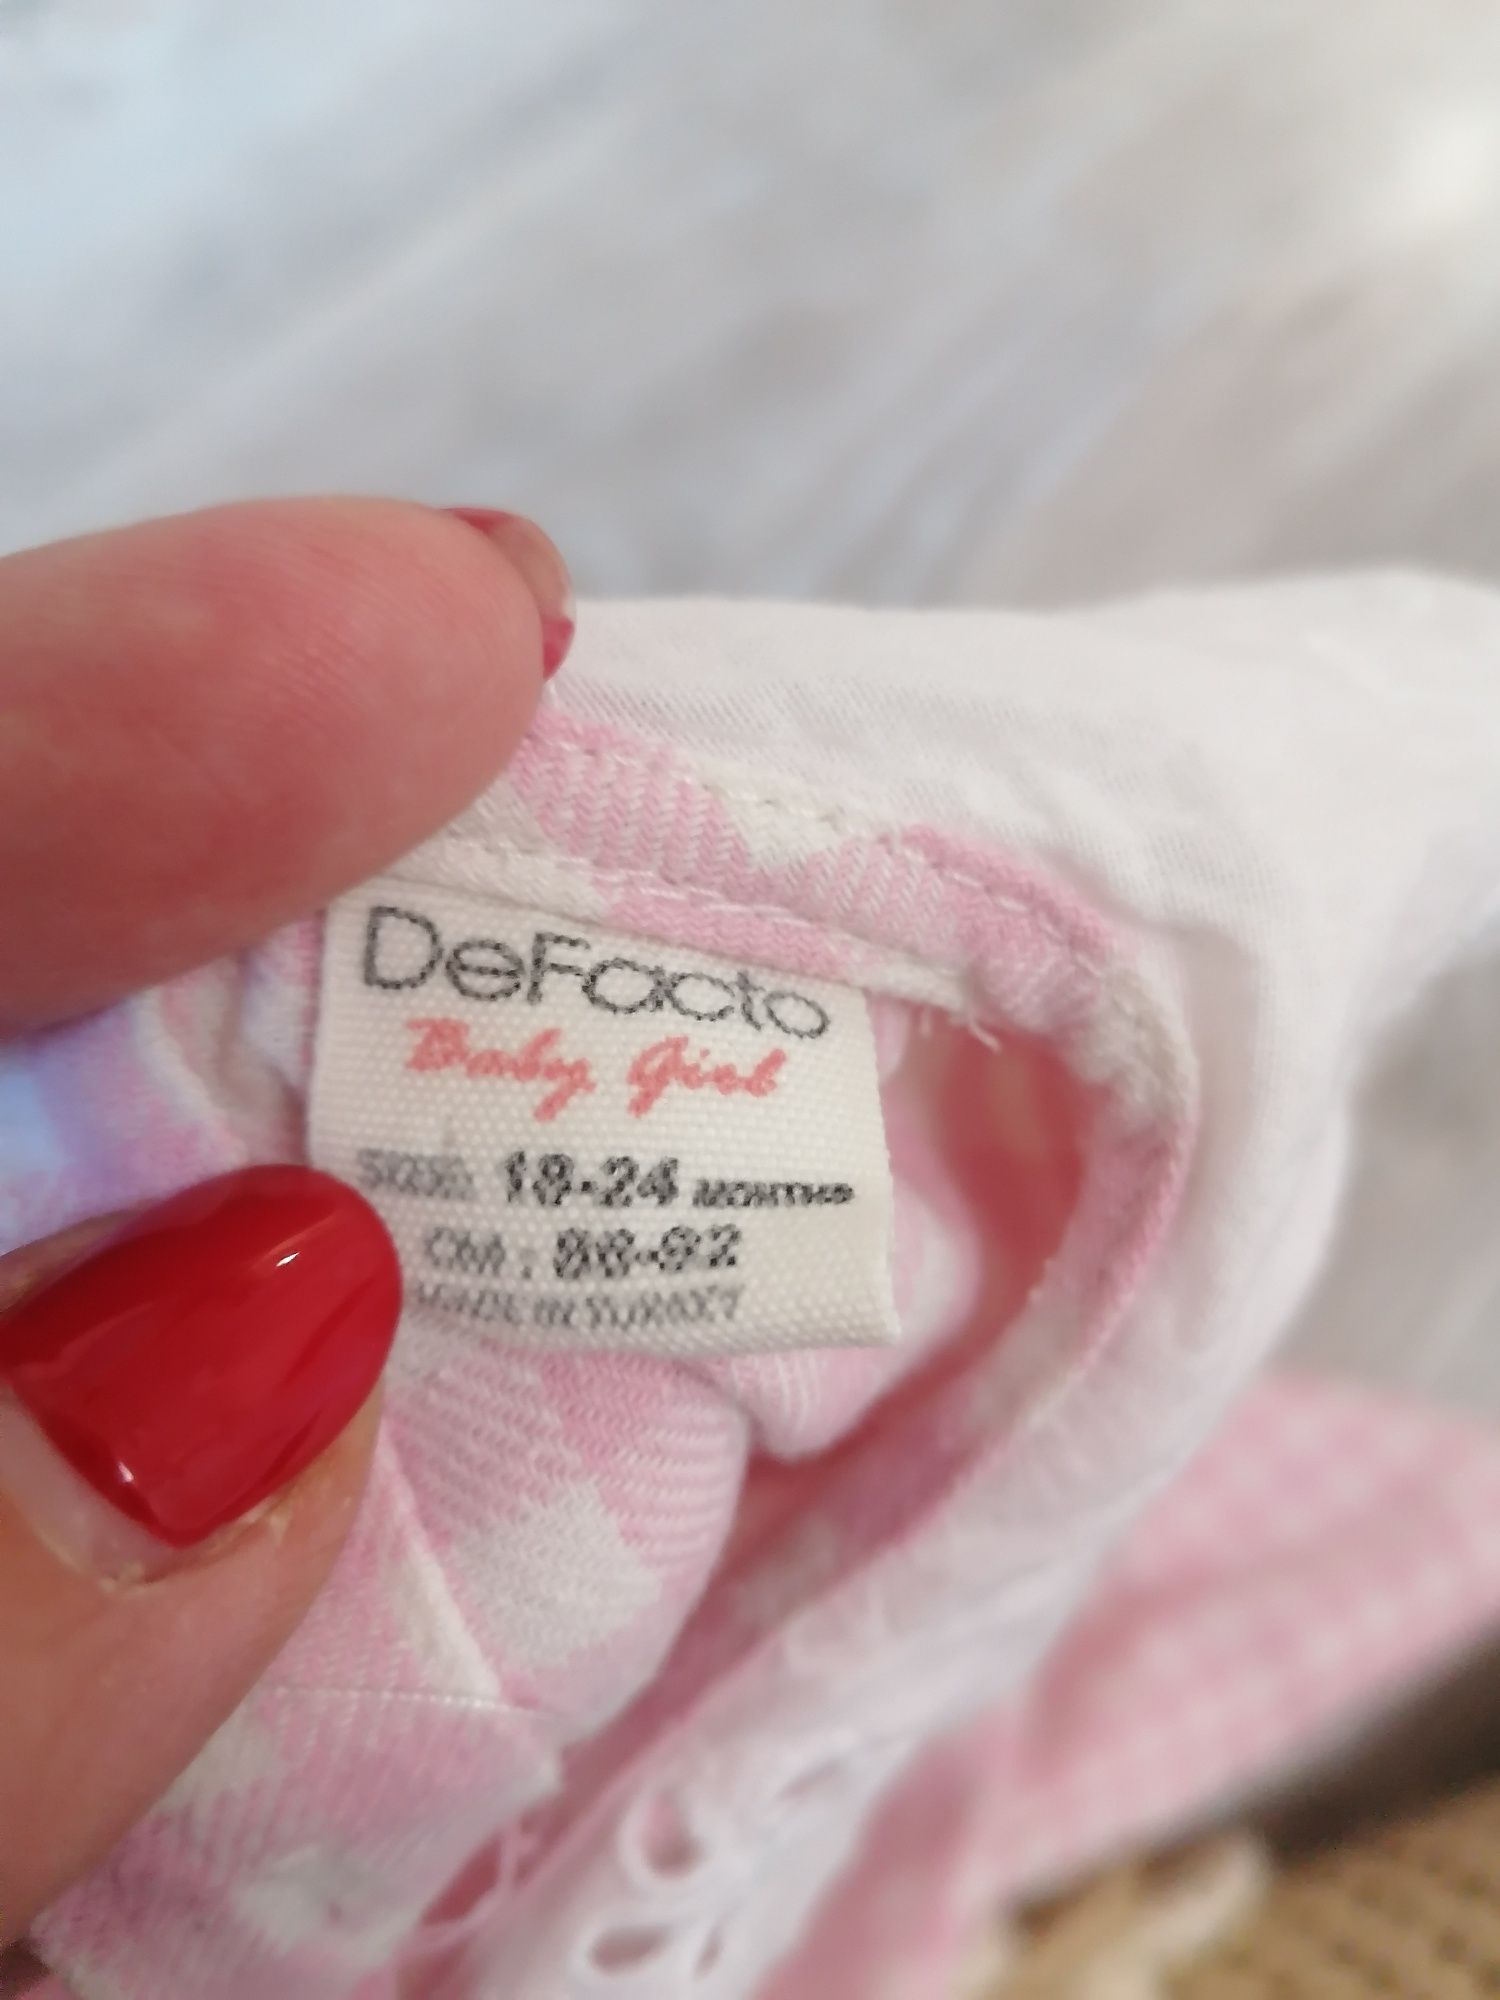 DeFacto
Baby Girl
SIZE: 18-24 MONTHS
CM: 86-92
MADE IN TURKEY